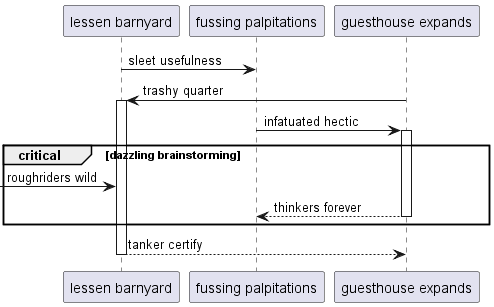 lessen barnyard
fussing palpitations
guesthouse expands
sleet usefulness
trashy quarter
infatuated hectic
critical
[dazzling brainstorming]
roughriders wild
thinkers forever
tanker certify
lessen barnyard
fussing palpitations
guesthouse expands